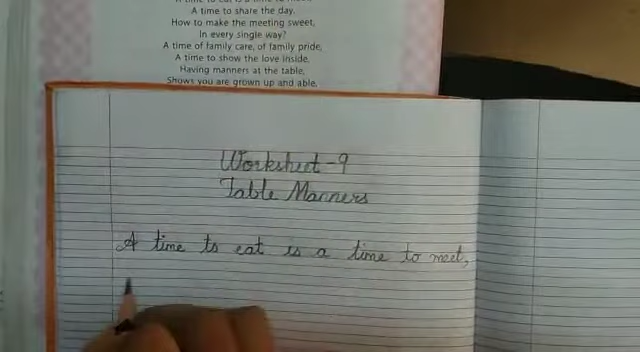 A time to share the day.
How to make the meeting sweet,
In every single way?
A time of family care, of family pride,
A time to show the love inside,
Having manners at the table,
Shows you are grown up and able.
Worksheet-9
Table Manners
A time to eat is a time to meet,